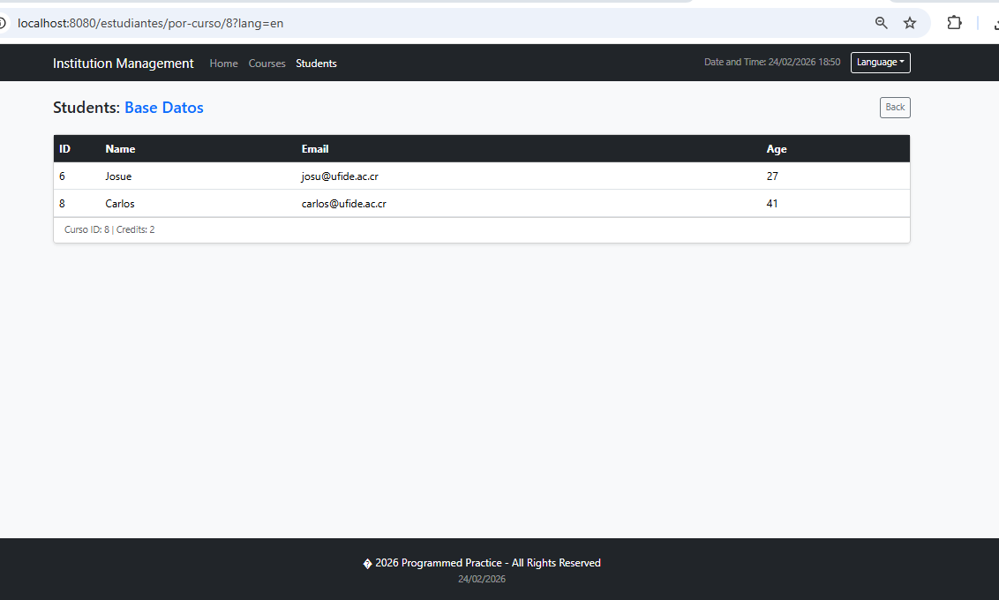 localhost:8080/estudiantes/por-curso/8?lang=en
Institution Management Home Courses Students Date and Time: 24/02/2026 18:50 Language
Students: Base Datos Back
ID Name Email Age
6 Josue josu@ufide.ac.cr 27
8 Carlos carlos@ufide.ac.cr 41
Curso ID: 8 | Credits: 2
� 2026 Programmed Practice - All Rights Reserved
24/02/2026